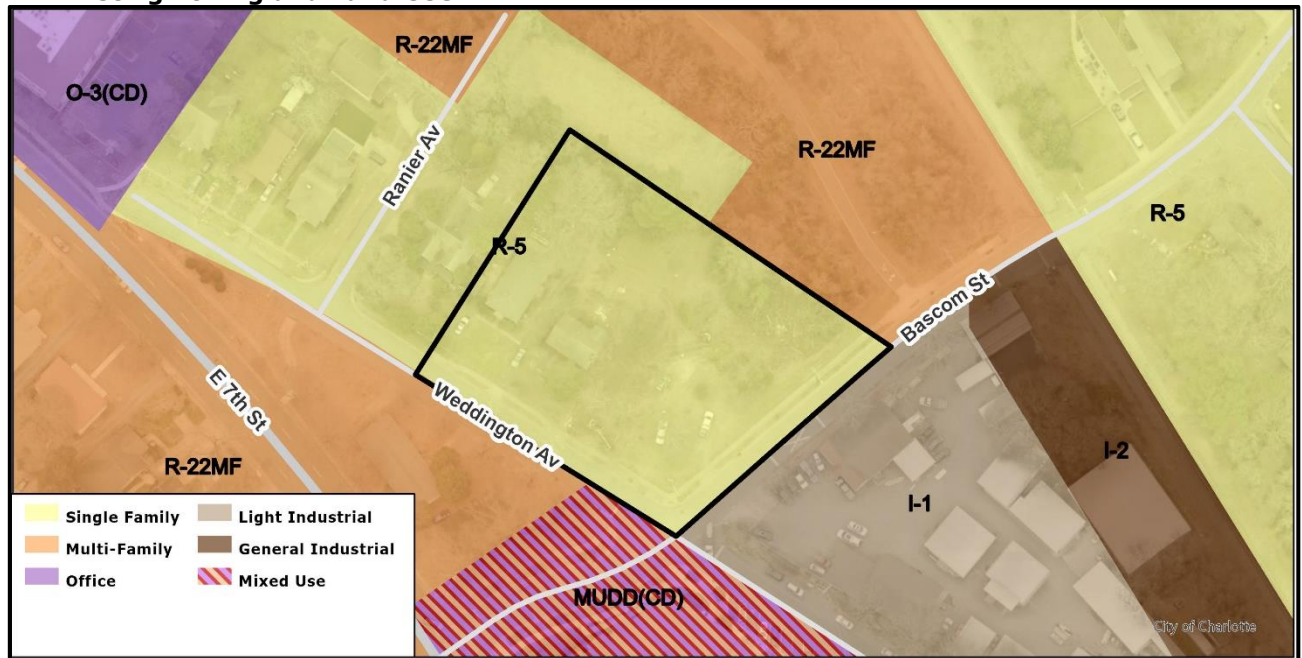 R-22MF
O-3(CD)
Ranier Av
R-22MF
R-5
R-5
Bascom St
E 7th St
Weddington Av
R-22MF
I-2
I-1
Single Family
Light Industrial
Multi-Family
General Industrial
Office
Mixed Use
MUDD(CD)
City of Charlotte